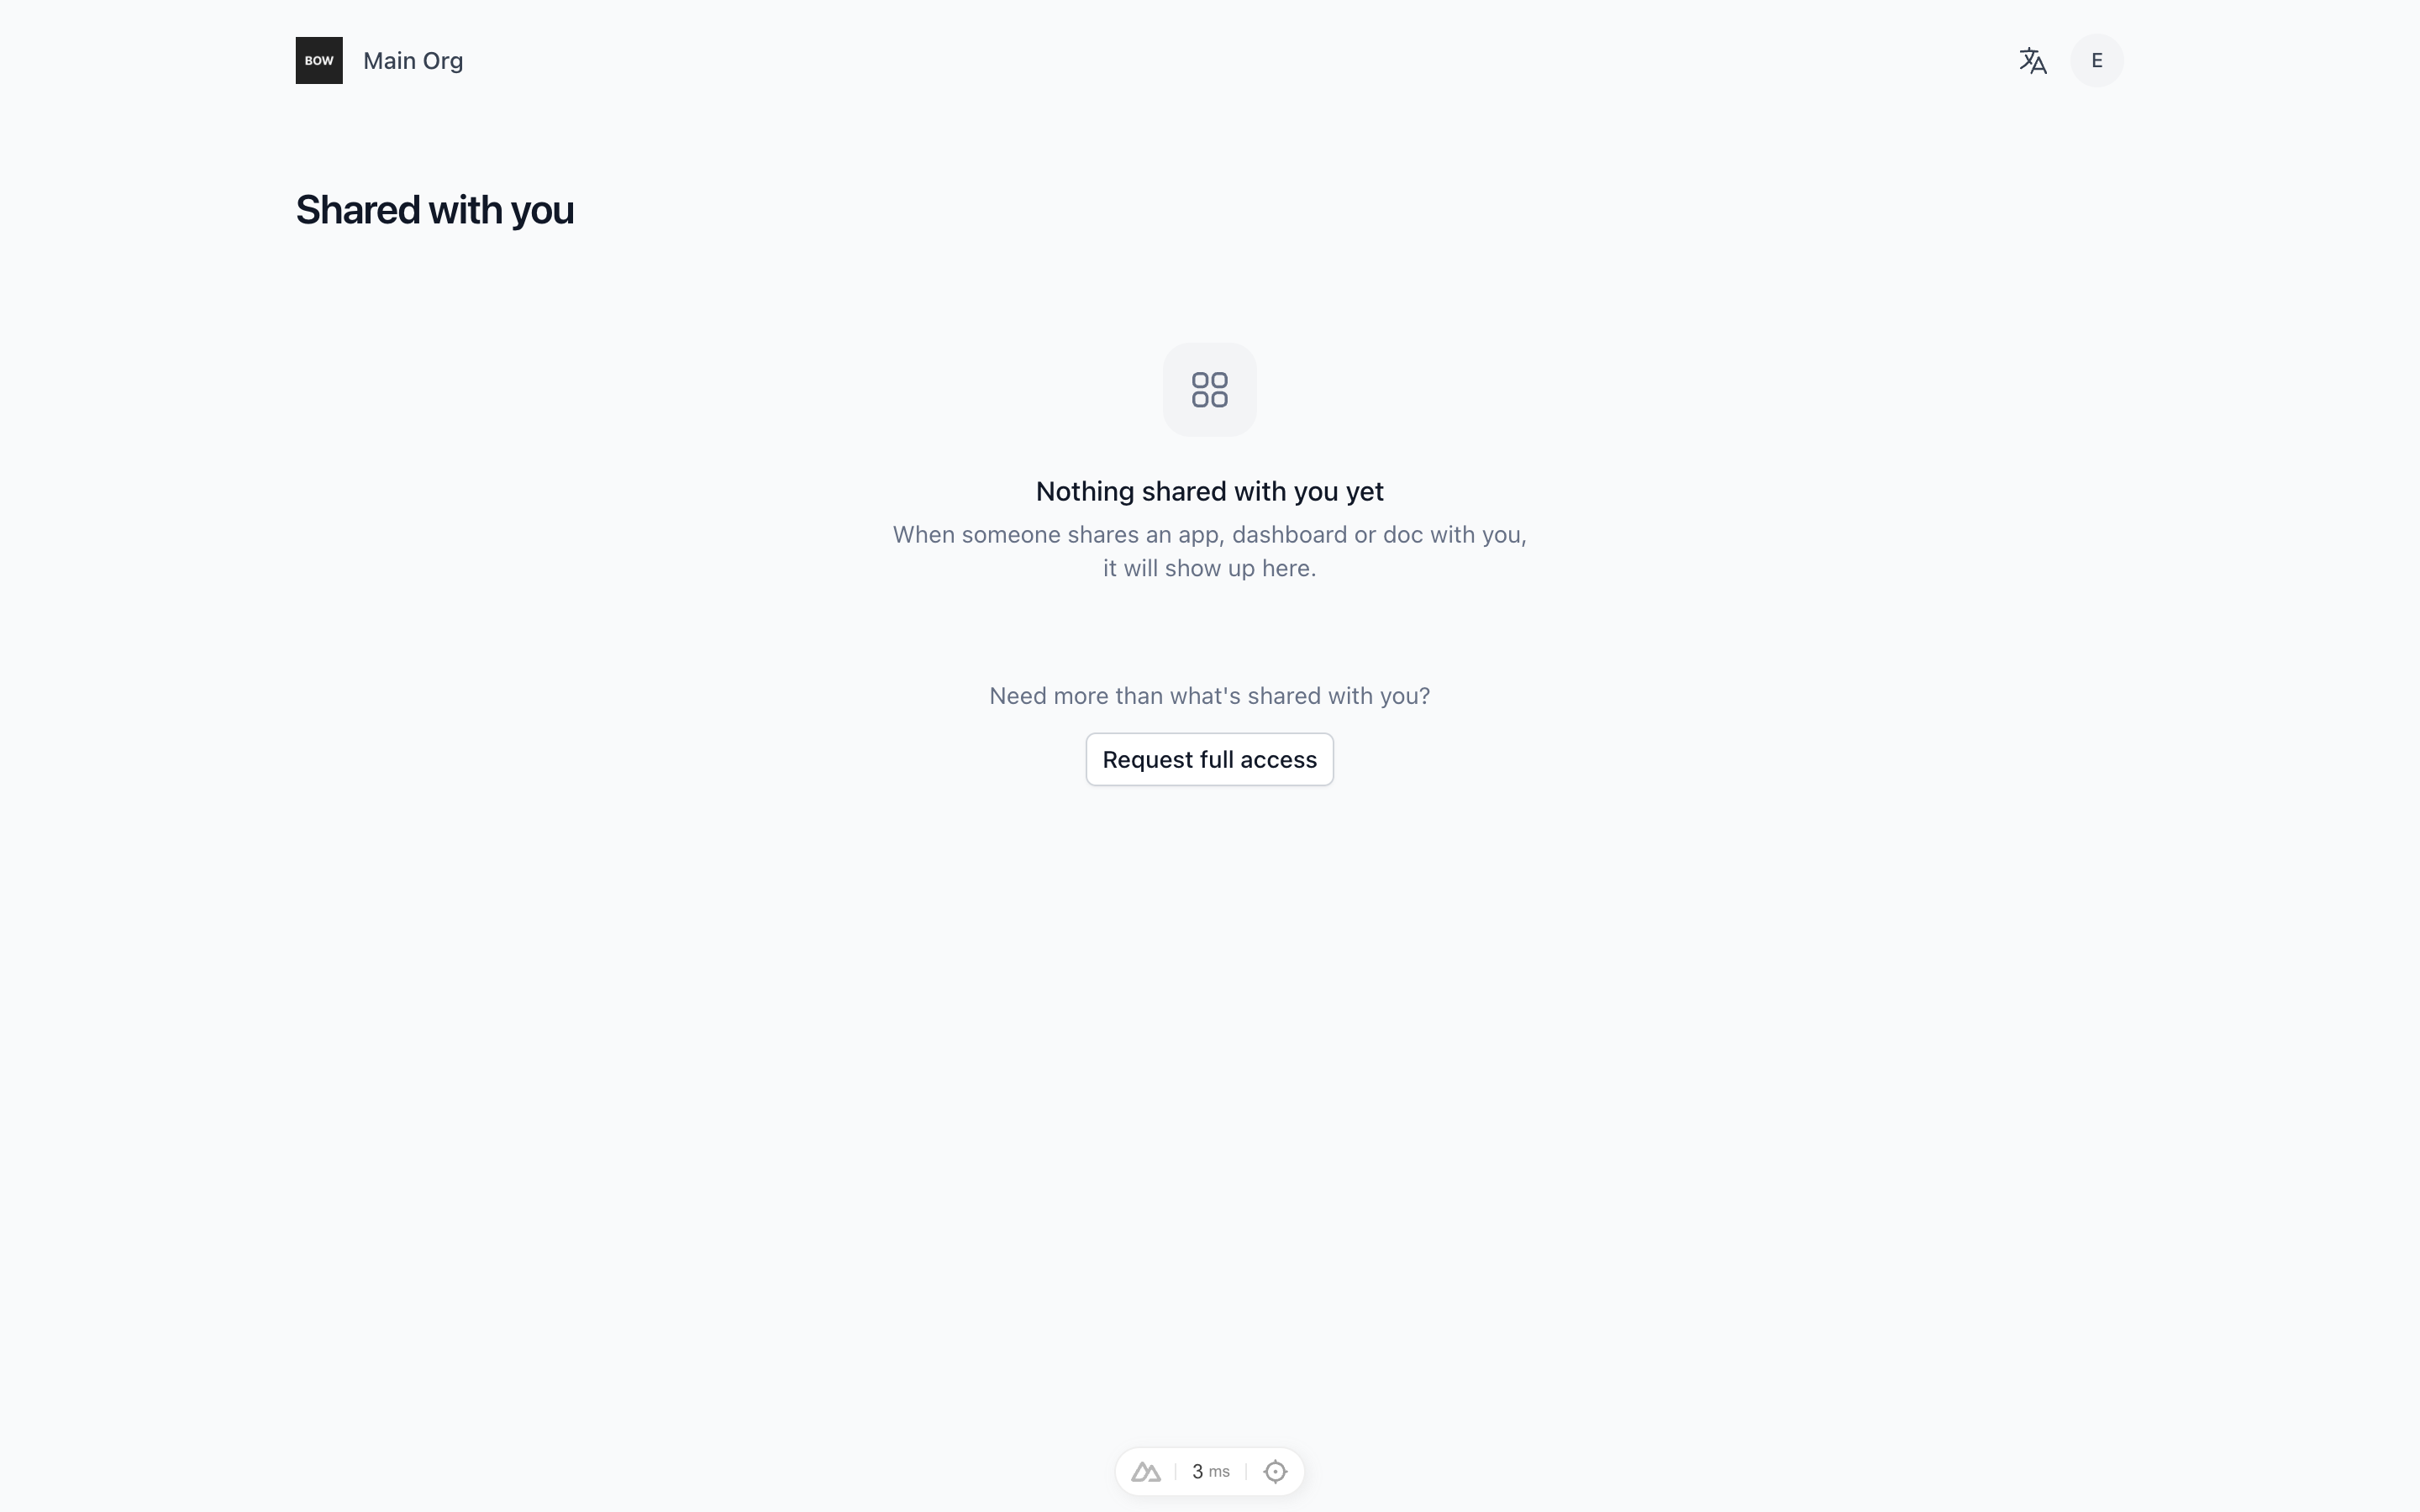 BOW
Main Org
E
Shared with you
Nothing shared with you yet
When someone shares an app, dashboard or doc with you,
it will show up here.
Need more than what's shared with you?
Request full access
3 ms